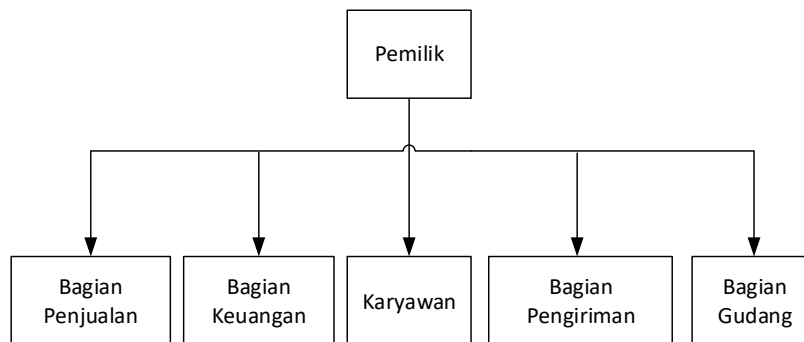 Pemilik
Bagian
Penjualan
Bagian
Keuangan
Karyawan
Bagian
Pengiriman
Bagian
Gudang